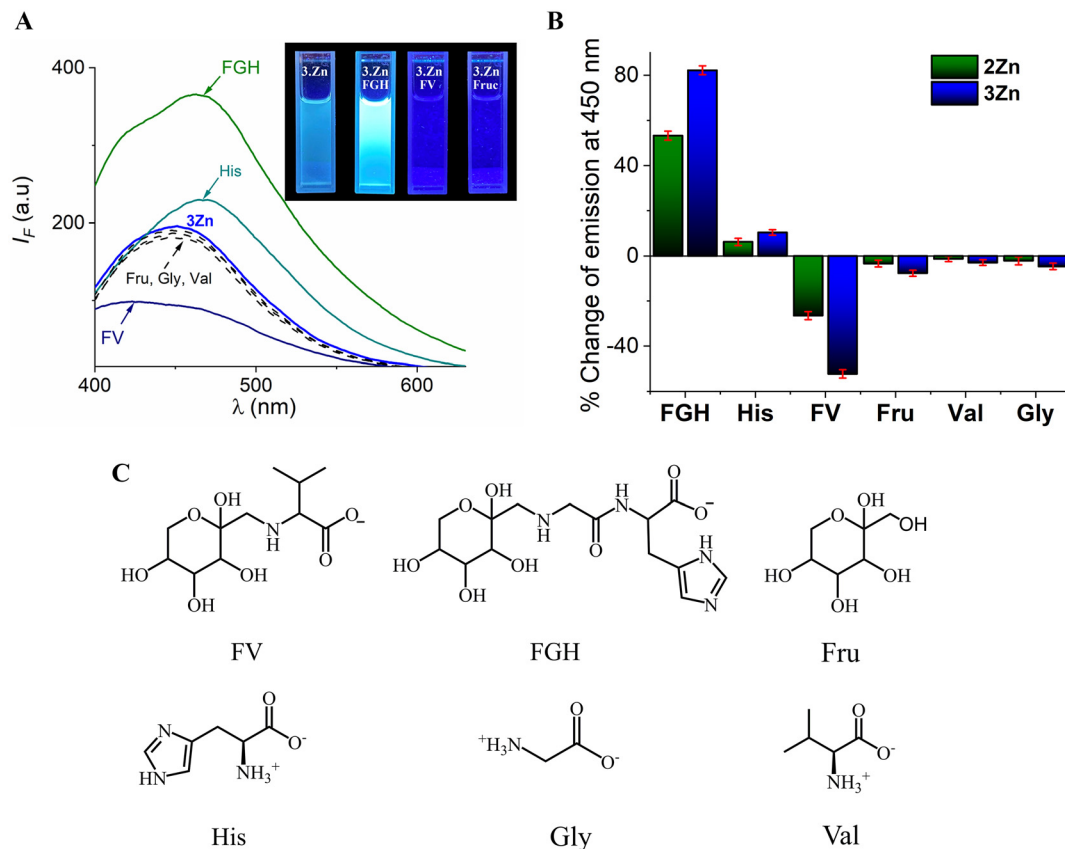 A
400
200
I_F (a.u)
FGH
His
3Zn
Fru, Gly, Val
FV
400
500
600
λ (nm)
3.Zn
3.Zn
FGH
3.Zn
FV
3.Zn
Fruc
B
% Change of emission at 450 nm
80
40
0
-40
2Zn
3Zn
FGH His FV Fru Val Gly
C
OH
O
N
H
O
O−
HO
OH
OH
FV
OH
O
N
H
O
H
N
O
O−
H
N
N
HO
OH
OH
FGH
OH
O
OH
HO
OH
OH
Fru
N
HN
O
O-
NH3+
His
+H3N
O
O-
Gly
O
O-
NH3+
Val